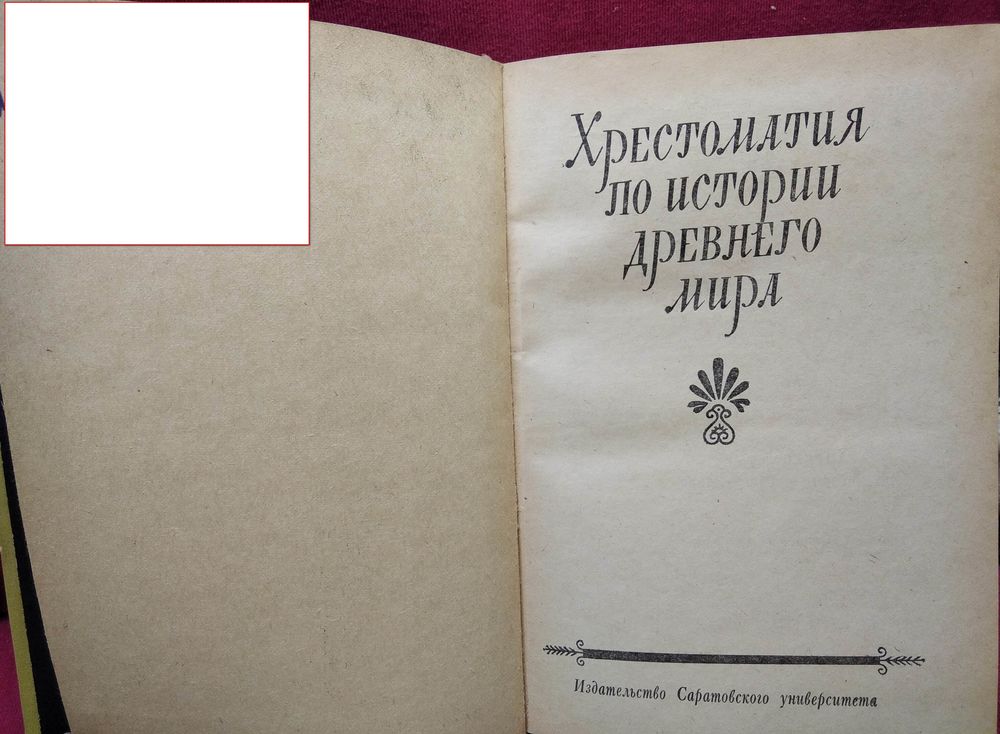 Хрестоматия
по истории
древнего
мира
Издательство Саратовского университета